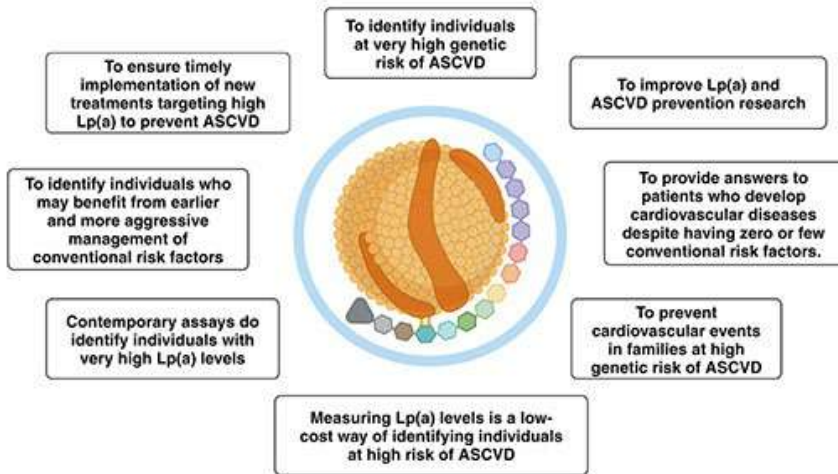 To identify individuals
at very high genetic
risk of ASCVD
To ensure timely
implementation of new
treatments targeting high
Lp(a) to prevent ASCVD
To improve Lp(a) and
ASCVD prevention research
To identify individuals who
may benefit from earlier
and more aggressive
management of
conventional risk factors
To provide answers to
patients who develop
cardiovascular diseases
despite having zero or few
conventional risk factors.
Contemporary assays do
identify individuals with
very high Lp(a) levels
To prevent
cardiovascular events
in families at high
genetic risk of ASCVD
Measuring Lp(a) levels is a low-
cost way of identifying individuals
at high risk of ASCVD